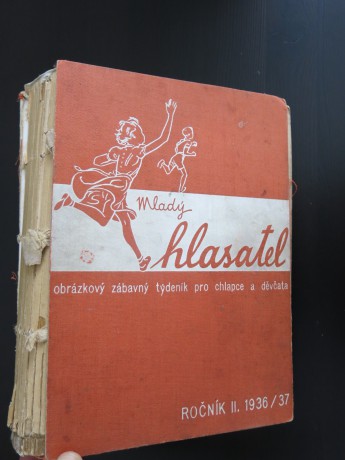 Mladý
hlasatel
obrázkový zábavný týdeník pro chlapce a děvčata
ROČNÍK II. 1936/37